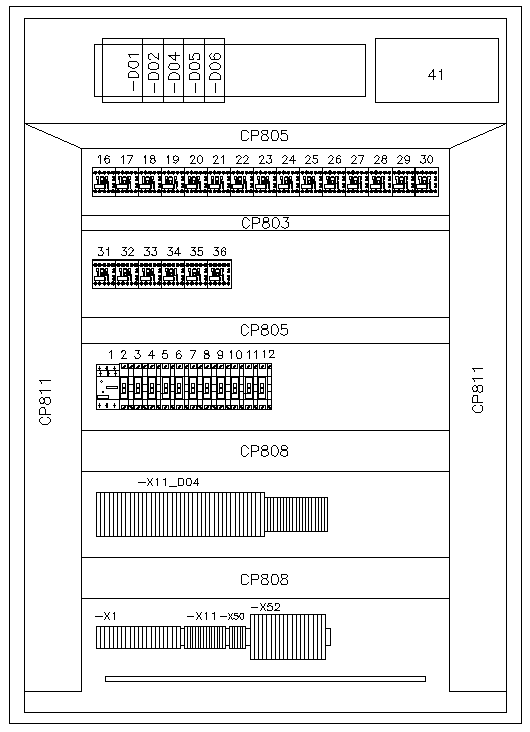 -D01 -D02 -D04 -D05 -D06
41
CP805
16 17 18 19 20 21 22 23 24 25 26 27 28 29 30
CP803
31 32 33 34 35 36
CP805
1 2 3 4 5 6 7 8 9 10 11 12
CP811
CP811
CP808
-X11_D04
CP808
-X1 -X11 -X50 -X52